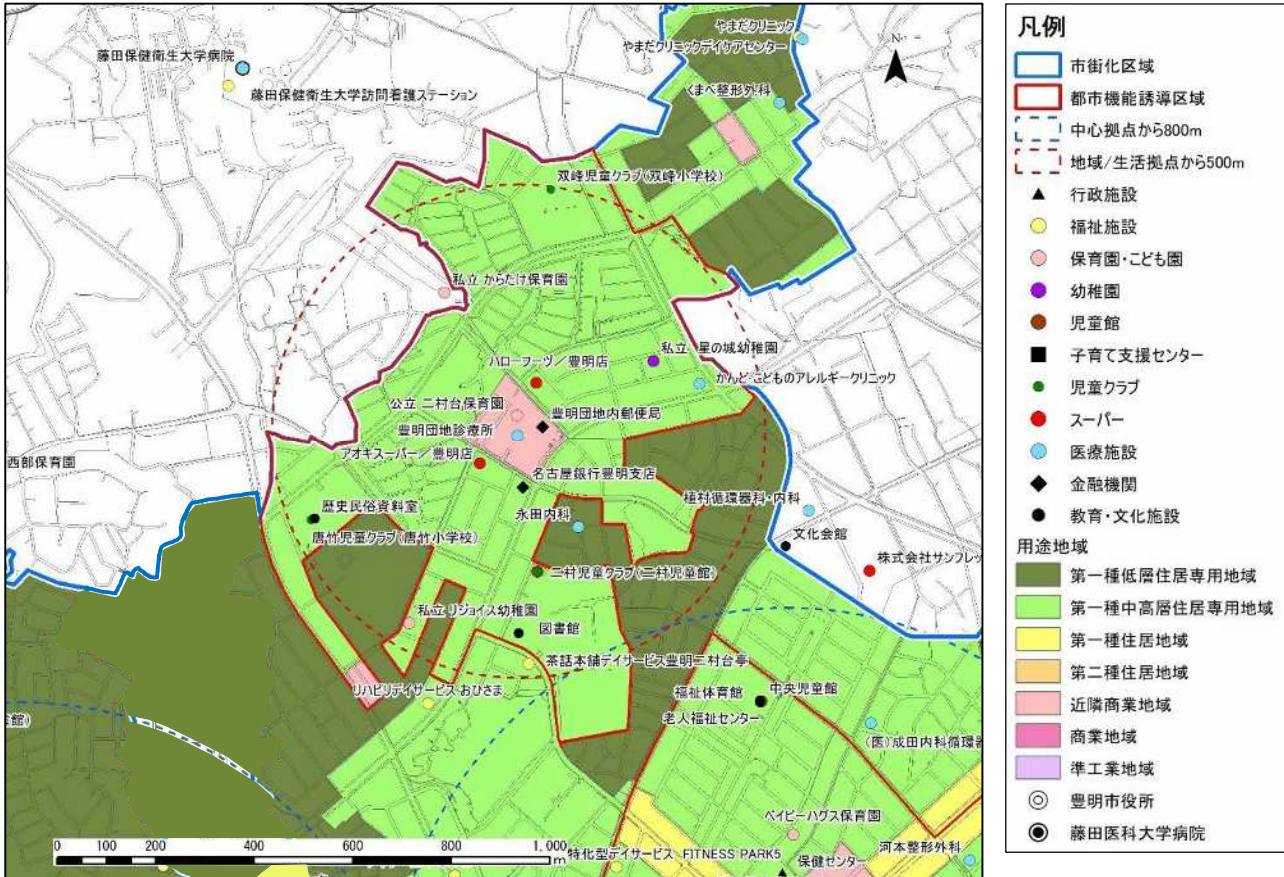 やまだクリニック
やまだクリニックデイケアセンター
N
藤田保健衛生大学病院
藤田保健衛生大学訪問看護ステーション
くまべ整形外科
双峰児童クラブ(双峰小学校)
私立 からたけ保育園
私立 星の城幼稚園
ハローフーヅ/豊明店
かんど・こどものアレルギークリニック
公立 二村台保育園
豊明団地内郵便局
豊明団地診療所
アオキスーパー/豊明店
西部保育園
名古屋銀行豊明支店
植村循環器科・内科
歴史民俗資料室
永田内科
唐竹児童クラブ(唐竹小学校)
文化会館
株式会社サンフレッ
二村児童クラブ(二村児童館)
私立 リジョイス幼稚園
図書館
茶話本舗デイサービス豊明二村台亭
リハビリデイサービス おひさま
福祉体育館
中央児童館
老人福祉センター
館)
(医)成田内科循環器
ベイビーハグス保育園
0 100 200 400 600 800 1,000
m
特化型デイサービス FITNESS PARK5
保健センター
河本整形外科
凡例
市街化区域
都市機能誘導区域
中心拠点から800m
地域/生活拠点から500m
行政施設
福祉施設
保育園・こども園
幼稚園
児童館
子育て支援センター
児童クラブ
スーパー
医療施設
金融機関
教育・文化施設
用途地域
第一種低層住居専用地域
第一種中高層住居専用地域
第一種住居地域
第二種住居地域
近隣商業地域
商業地域
準工業地域
豊明市役所
藤田医科大学病院